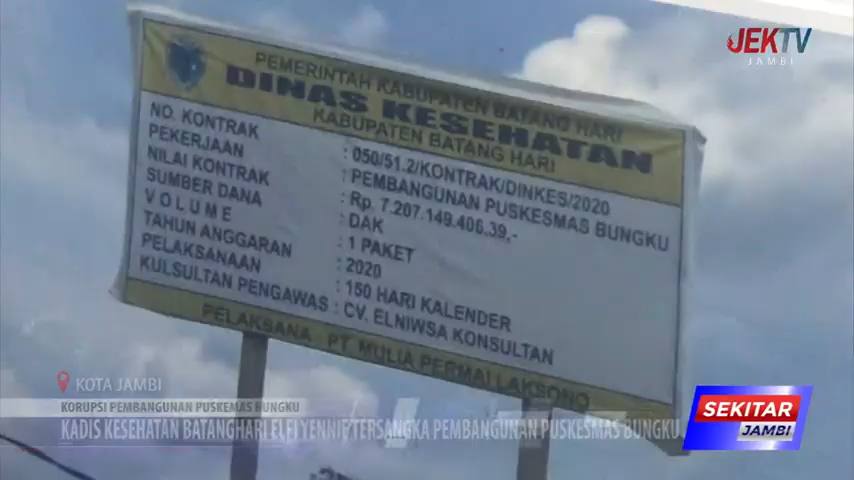 JEKTV
JAMBI
PEMERINTAH KABUPATEN BATANG HARI
DINAS KESEHATAN
KABUPATEN BATANG HARI
NO. KONTRAK : 050/51.2/KONTRAK/DINKES/2020
PEKERJAAN : PEMBANGUNAN PUSKESMAS BUNGKU
NILAI KONTRAK : Rp. 7.207.149.406.39,-
SUMBER DANA : DAK
VOLUME : 1 PAKET
TAHUN ANGGARAN : 2020
PELAKSANAAN : 150 HARI KALENDER
KULSULTAN PENGAWAS : CV. ELNIWSA KONSULTAN
PELAKSANA PT MULIA PERMAI LAKSONO
KOTA JAMBI
KORUPSI PEMBANGUNAN PUSKEMAS BUNGKU
KADIS KESEHATAN BATANGHARI ELFI YENNIE TERSANGKA PEMBANGUNAN PUSKESMAS BUNGKU
SEKITAR
JAMBI